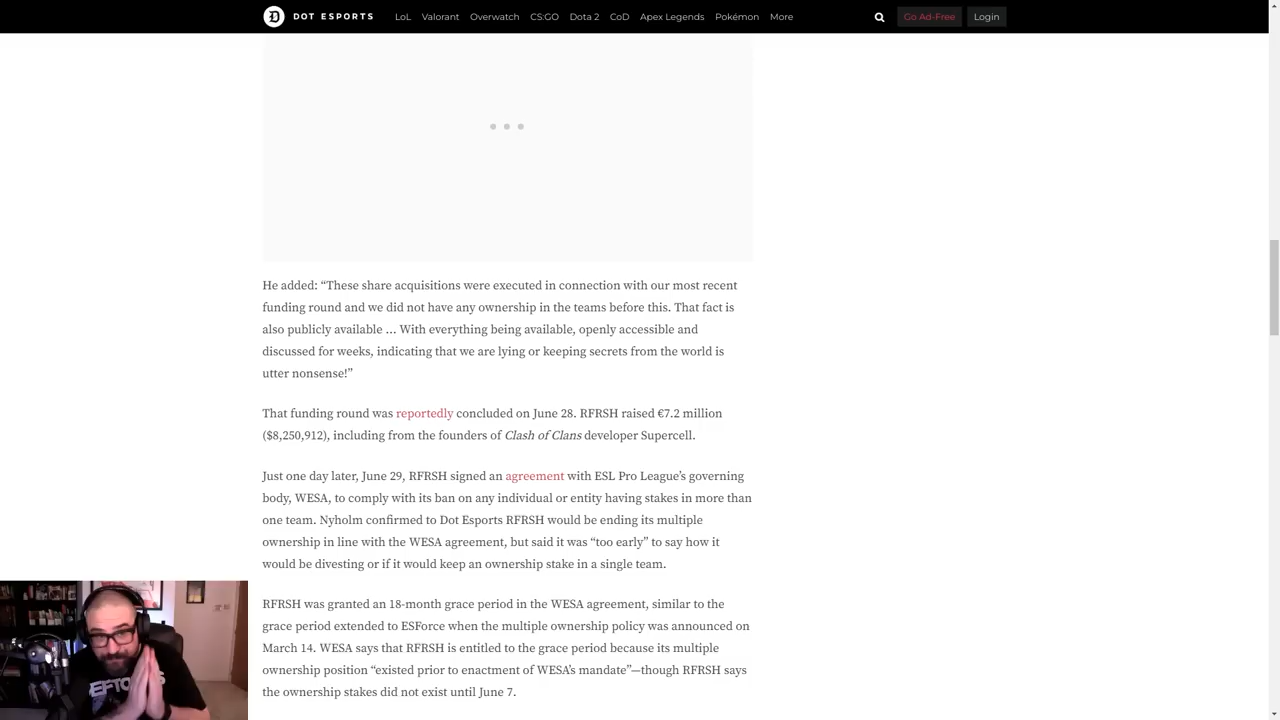 DOT ESPORTS LoL Valorant Overwatch CS:GO Dota 2 CoD Apex Legends Pokémon More Go Ad-Free Login
He added: “These share acquisitions were executed in connection with our most recent
funding round and we did not have any ownership in the teams before this. That fact is
also publicly available … With everything being available, openly accessible and
discussed for weeks, indicating that we are lying or keeping secrets from the world is
utter nonsense!”
That funding round was reportedly concluded on June 28. RFRSH raised €7.2 million
($8,250,912), including from the founders of Clash of Clans developer Supercell.
Just one day later, June 29, RFRSH signed an agreement with ESL Pro League’s governing
body, WESA, to comply with its ban on any individual or entity having stakes in more than
one team. Nyholm confirmed to Dot Esports RFRSH would be ending its multiple
ownership in line with the WESA agreement, but said it was “too early” to say how it
would be divesting or if it would keep an ownership stake in a single team.
RFRSH was granted an 18-month grace period in the WESA agreement, similar to the
grace period extended to ESForce when the multiple ownership policy was announced on
March 14. WESA says that RFRSH is entitled to the grace period because its multiple
ownership position “existed prior to enactment of WESA’s mandate”—though RFRSH says
the ownership stakes did not exist until June 7.